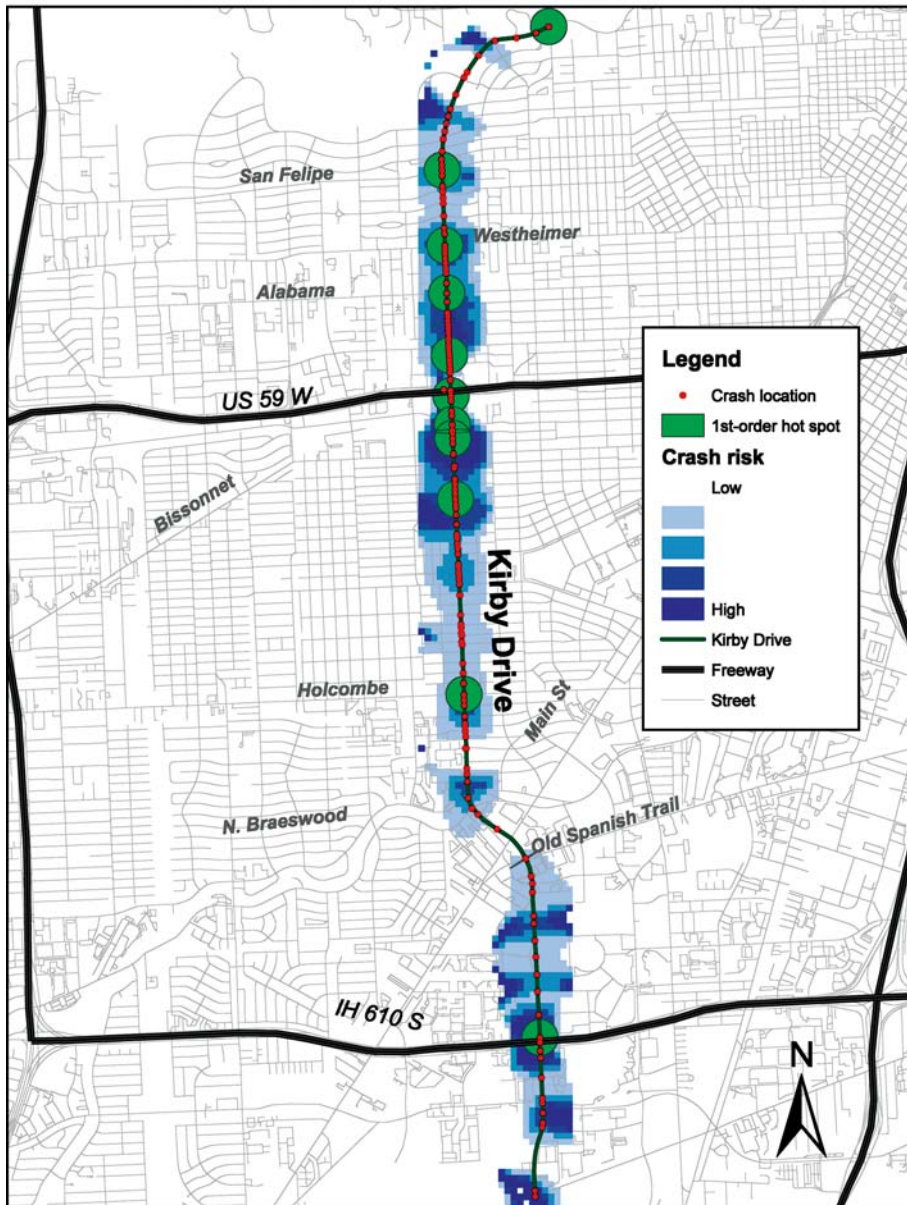 San Felipe
Westheimer
Alabama
US 59 W
Bissonnet
Kirby Drive
Holcombe
Main St
N. Braeswood
Old Spanish Trail
IH 610 S
Legend
Crash location
1st-order hot spot
Crash risk
Low
High
Kirby Drive
Freeway
Street
N